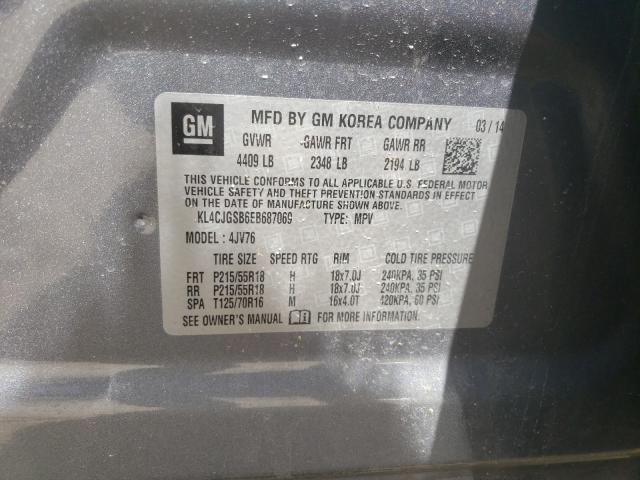 GM MFD BY GM KOREA COMPANY 03/14
GVWR GAWR FRT GAWR RR
4409 LB 2348 LB 2194 LB
THIS VEHICLE CONFORMS TO ALL APPLICABLE U.S. FEDERAL MOTOR
VEHICLE SAFETY AND THEFT PREVENTION STANDARDS IN EFFECT
ON THE DATE OF MANUFACTURE SHOWN ABOVE.
KL4CJGSB6EB687069 TYPE: MPV
MODEL: 4JV76
TIRE SIZE SPEED RTG RIM COLD TIRE PRESSURE
FRT P215/55R18 H 18x7.0J 240KPA, 35 PSI
RR P215/55R18 H 18x7.0J 240KPA, 35 PSI
SPA T125/70R16 M 16x4.0T 420KPA, 60 PSI
SEE OWNER'S MANUAL FOR MORE INFORMATION.